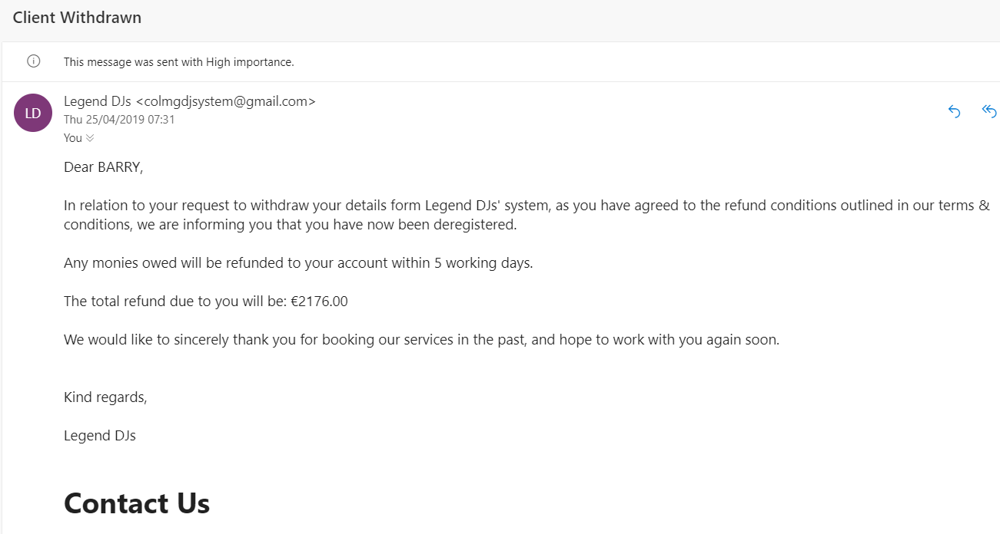 Client Withdrawn
This message was sent with High importance.
LD
Legend DJs <colmgdjsystem@gmail.com>
Thu 25/04/2019 07:31
You
Dear BARRY,
In relation to your request to withdraw your details form Legend DJs' system, as you have agreed to the refund conditions outlined in our terms &
conditions, we are informing you that you have now been deregistered.
Any monies owed will be refunded to your account within 5 working days.
The total refund due to you will be: €2176.00
We would like to sincerely thank you for booking our services in the past, and hope to work with you again soon.
Kind regards,
Legend DJs
Contact Us